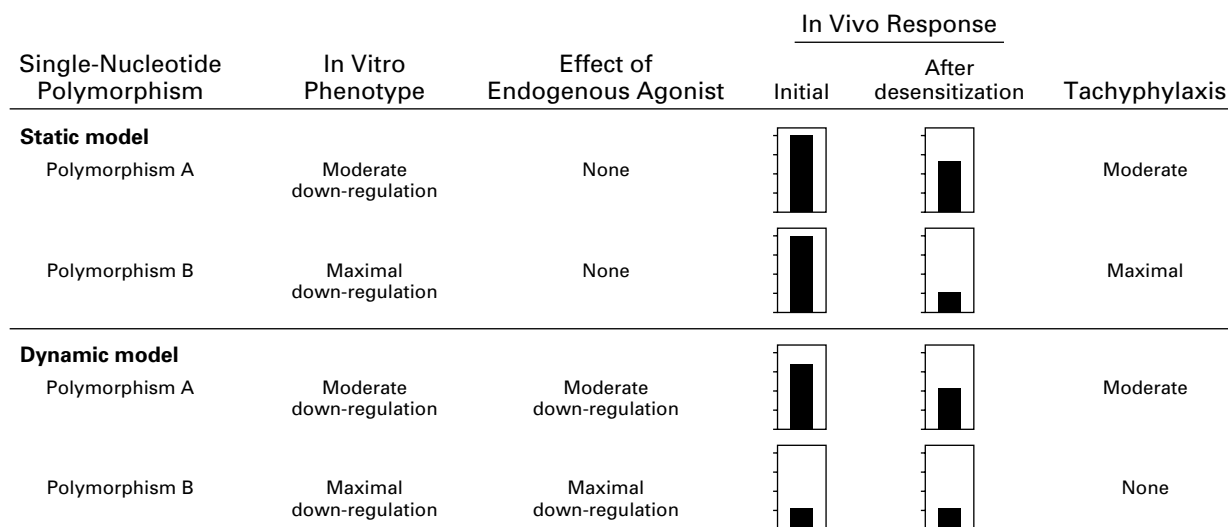 In Vivo Response
Single-Nucleotide
Polymorphism
In Vitro
Phenotype
Effect of
Endogenous Agonist
Initial
After
desensitization
Tachyphylaxis
Static model
Polymorphism A
Moderate
down-regulation
None
Moderate
Polymorphism B
Maximal
down-regulation
None
Maximal
Dynamic model
Polymorphism A
Moderate
down-regulation
Moderate
down-regulation
Moderate
Polymorphism B
Maximal
down-regulation
Maximal
down-regulation
None